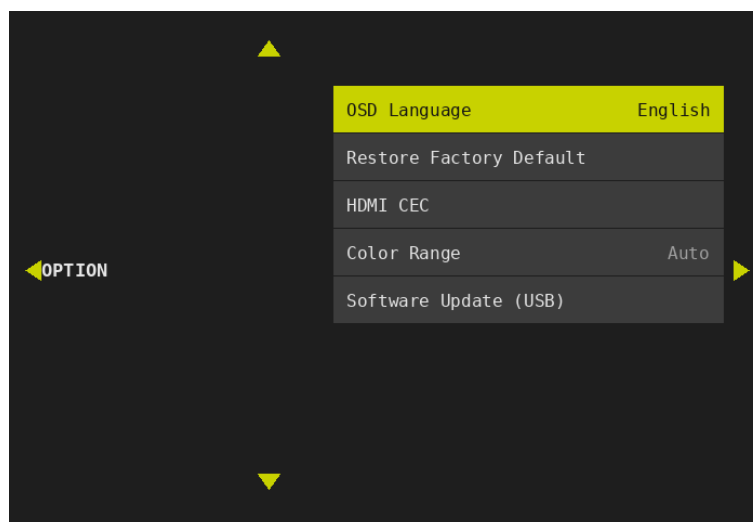 OPTION
OSD Language English
Restore Factory Default
HDMI CEC
Color Range Auto
Software Update (USB)